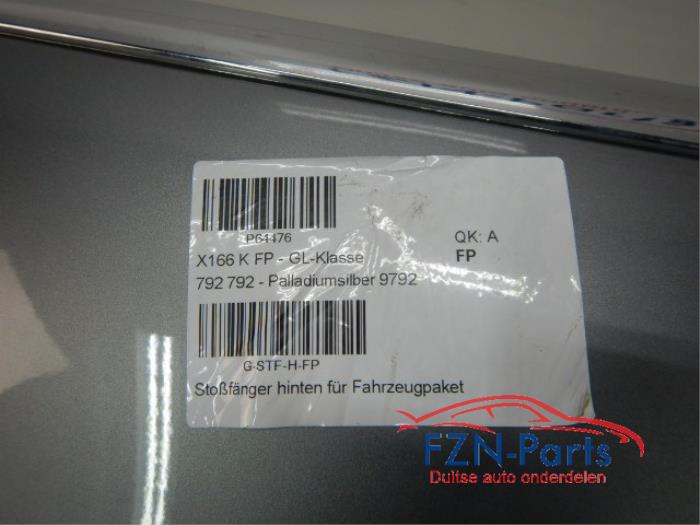 P64476
QK: A
X166 K FP - GL-Klasse
FP
792 792 - Palladiumsilber 9792
G-STF-H-FP
Stoßfänger hinten für Fahrzeugpaket
FZN-Parts
Duitse auto onderdelen